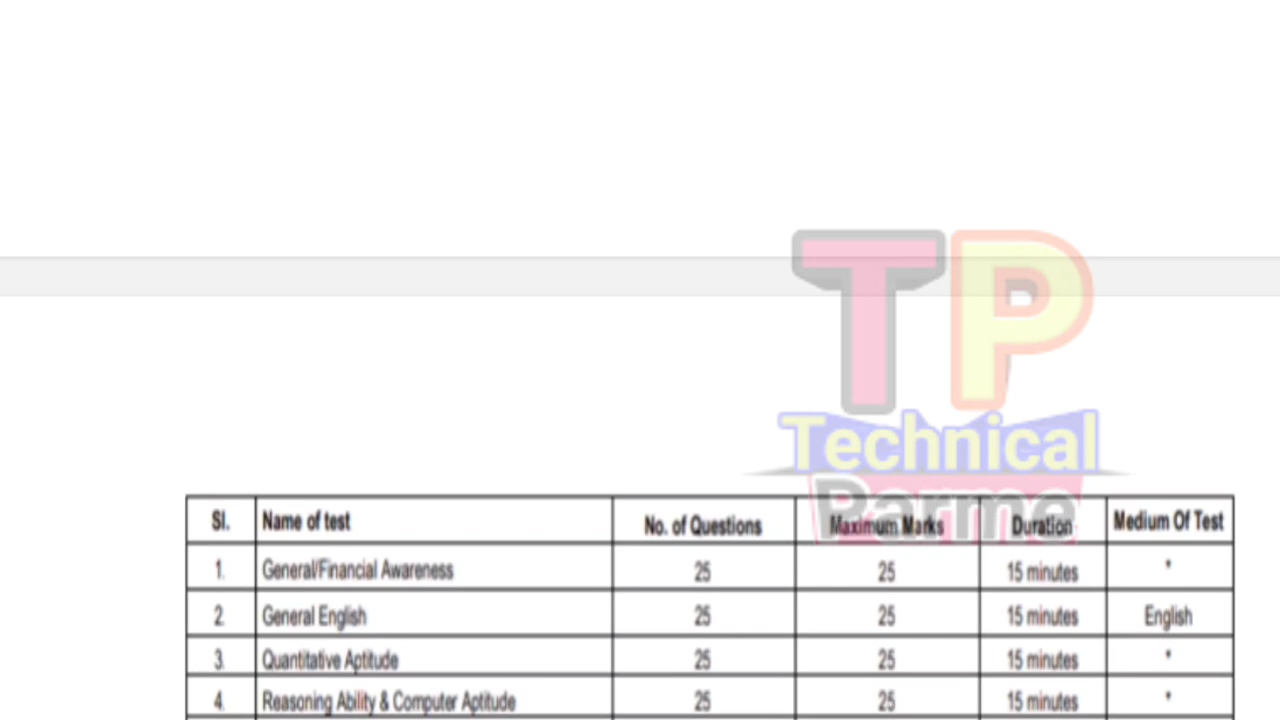 TP
Technical
Parme
Sl. Name of test No. of Questions Maximum Marks Duration Medium Of Test
1. General/Financial Awareness 25 25 15 minutes *
2. General English 25 25 15 minutes English
3. Quantitative Aptitude 25 25 15 minutes *
4. Reasoning Ability & Computer Aptitude 25 25 15 minutes *